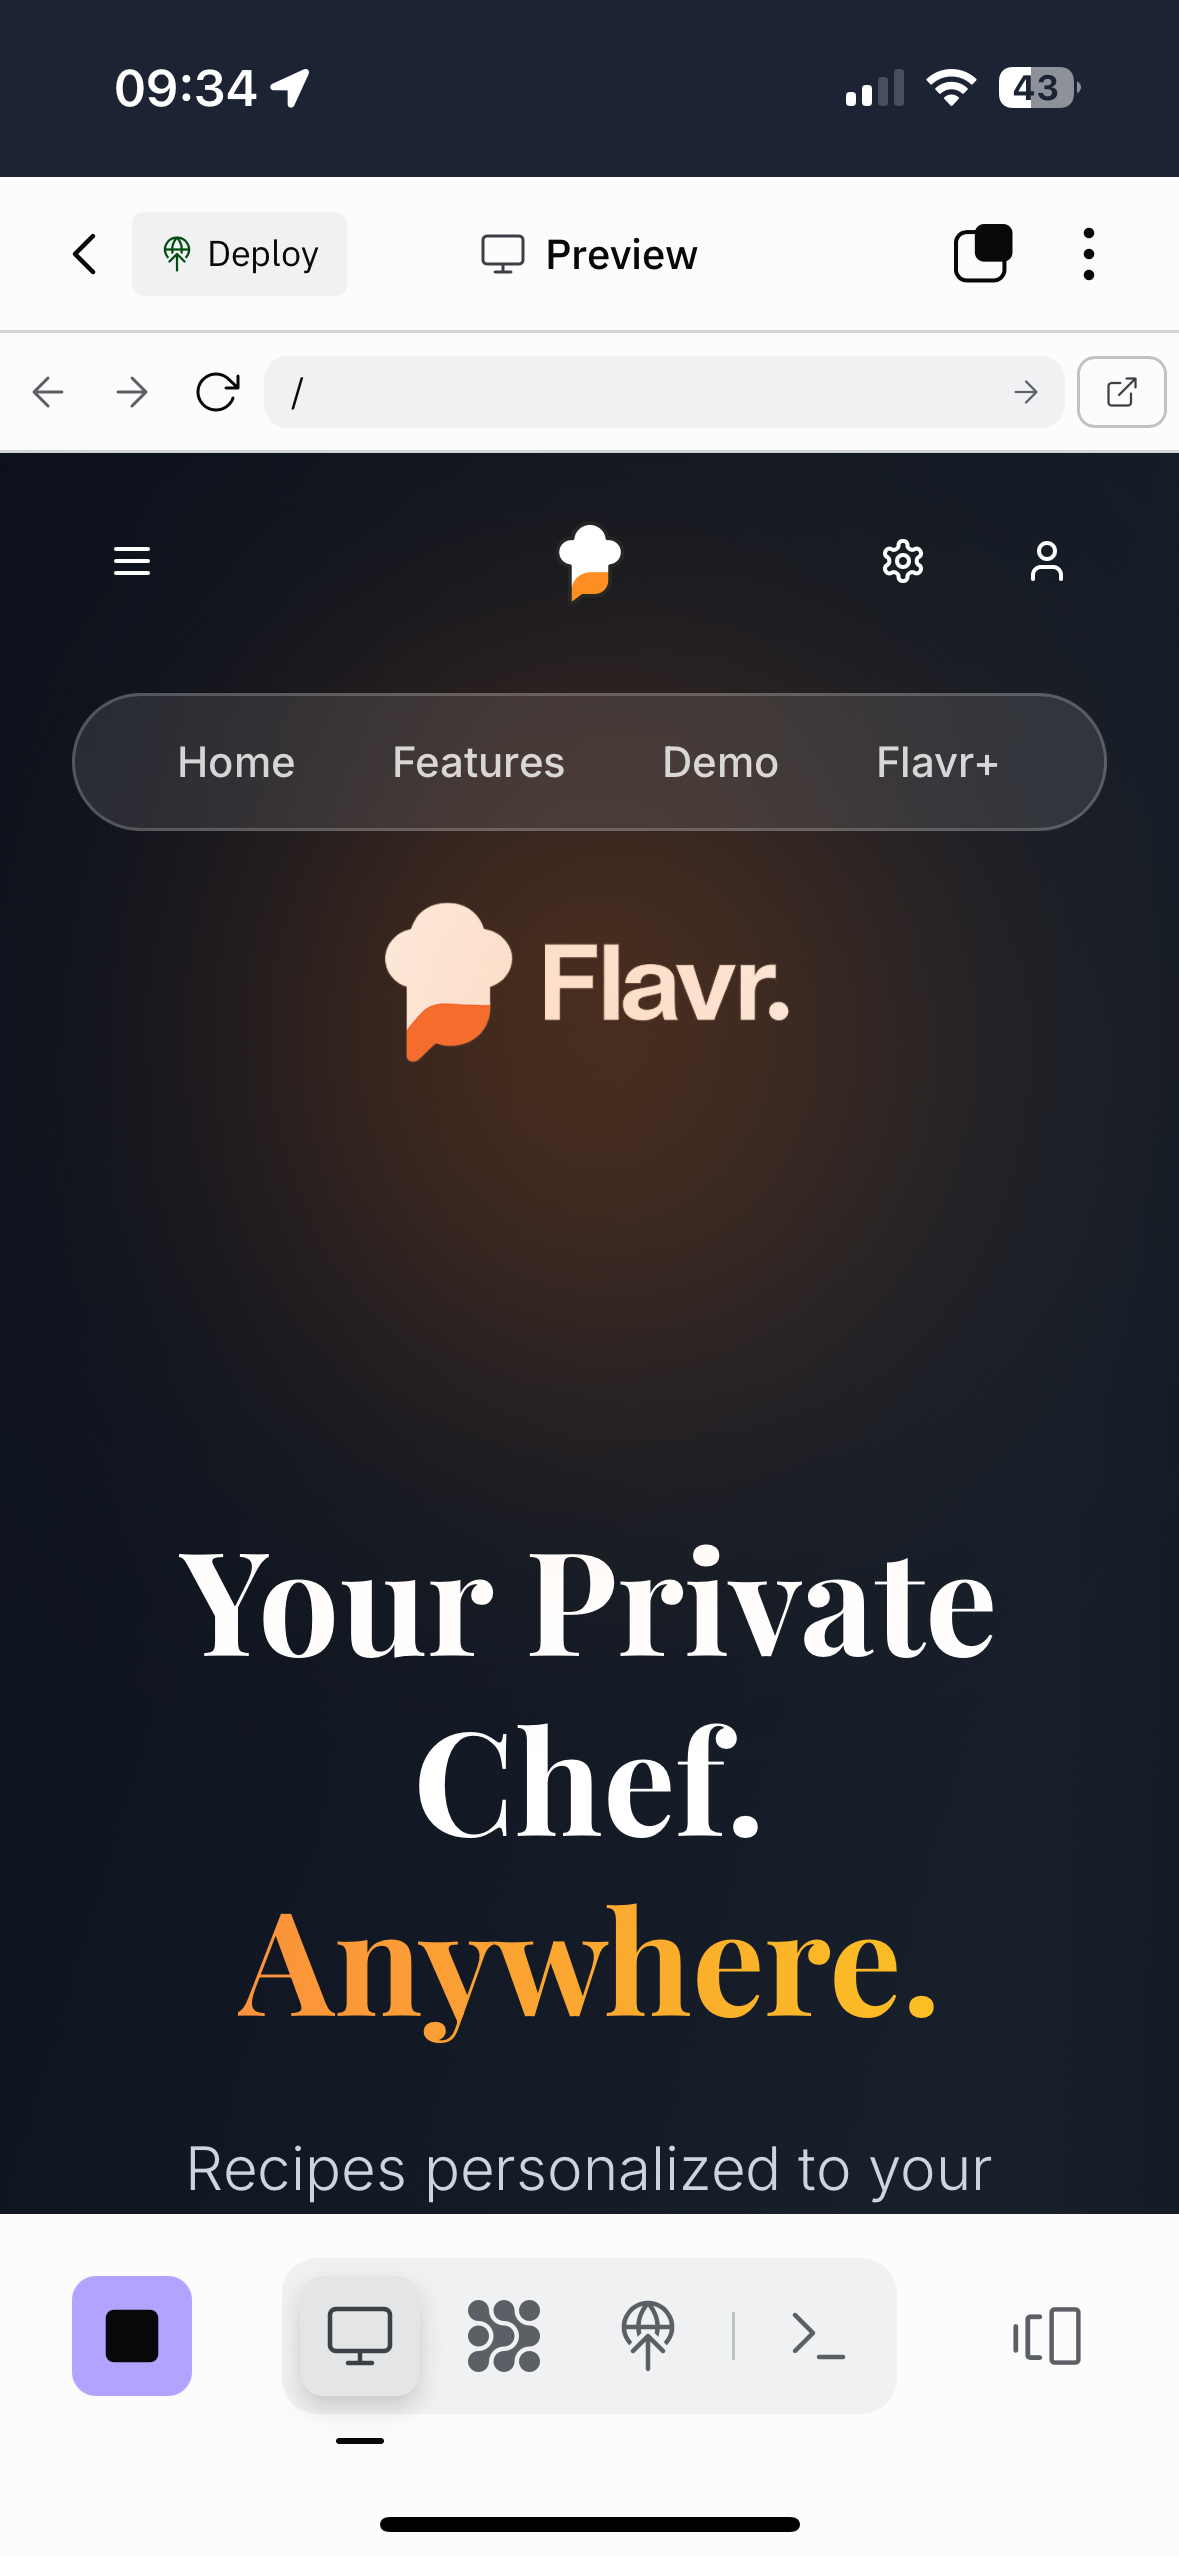 09:34
43
Deploy
Preview
/
Home Features Demo Flavr+
Flavr.
Your Private
Chef.
Anywhere.
Recipes personalized to your